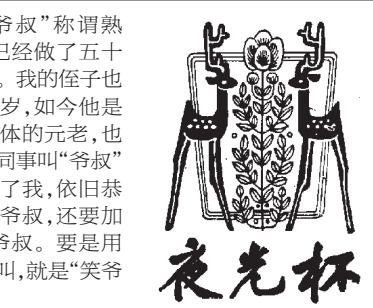 爷叔”称谓熟
已经做了五十
。我的侄子也
岁，如今他是
体的元老，也
同事叫“爷叔”
了我，依旧恭
爷叔，还要加
爷叔。要是用
叫，就是“笑爷
夜光杯